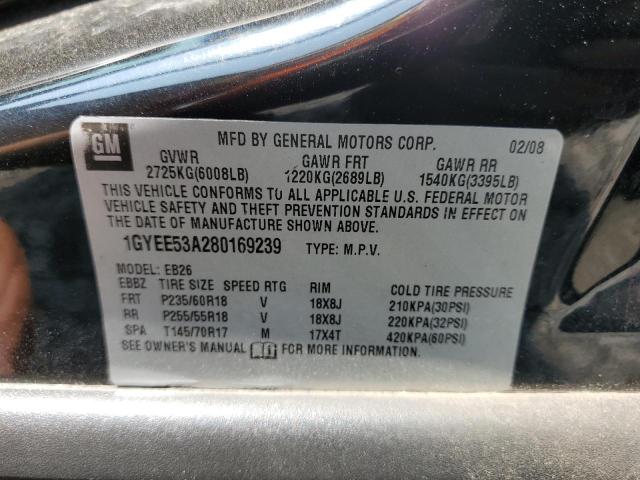 GM
MFD BY GENERAL MOTORS CORP. 02/08
GVWR GAWR FRT GAWR RR
2725KG(6008LB) 1220KG(2689LB) 1540KG(3395LB)
THIS VEHICLE CONFORMS TO ALL APPLICABLE U.S. FEDERAL MOTOR
VEHICLE SAFETY AND THEFT PREVENTION STANDARDS IN EFFECT ON
THE DATE OF MANUFACTURE SHOWN ABOVE.
1GYEE53A280169239 TYPE: M.P.V.
MODEL: EB26
EBBZ TIRE SIZE SPEED RTG RIM COLD TIRE PRESSURE
FRT P235/60R18 V 18X8J 210KPA(30PSI)
RR P255/55R18 V 18X8J 220KPA(32PSI)
SPA T145/70R17 M 17X4T 420KPA(60PSI)
SEE OWNER'S MANUAL FOR MORE INFORMATION.